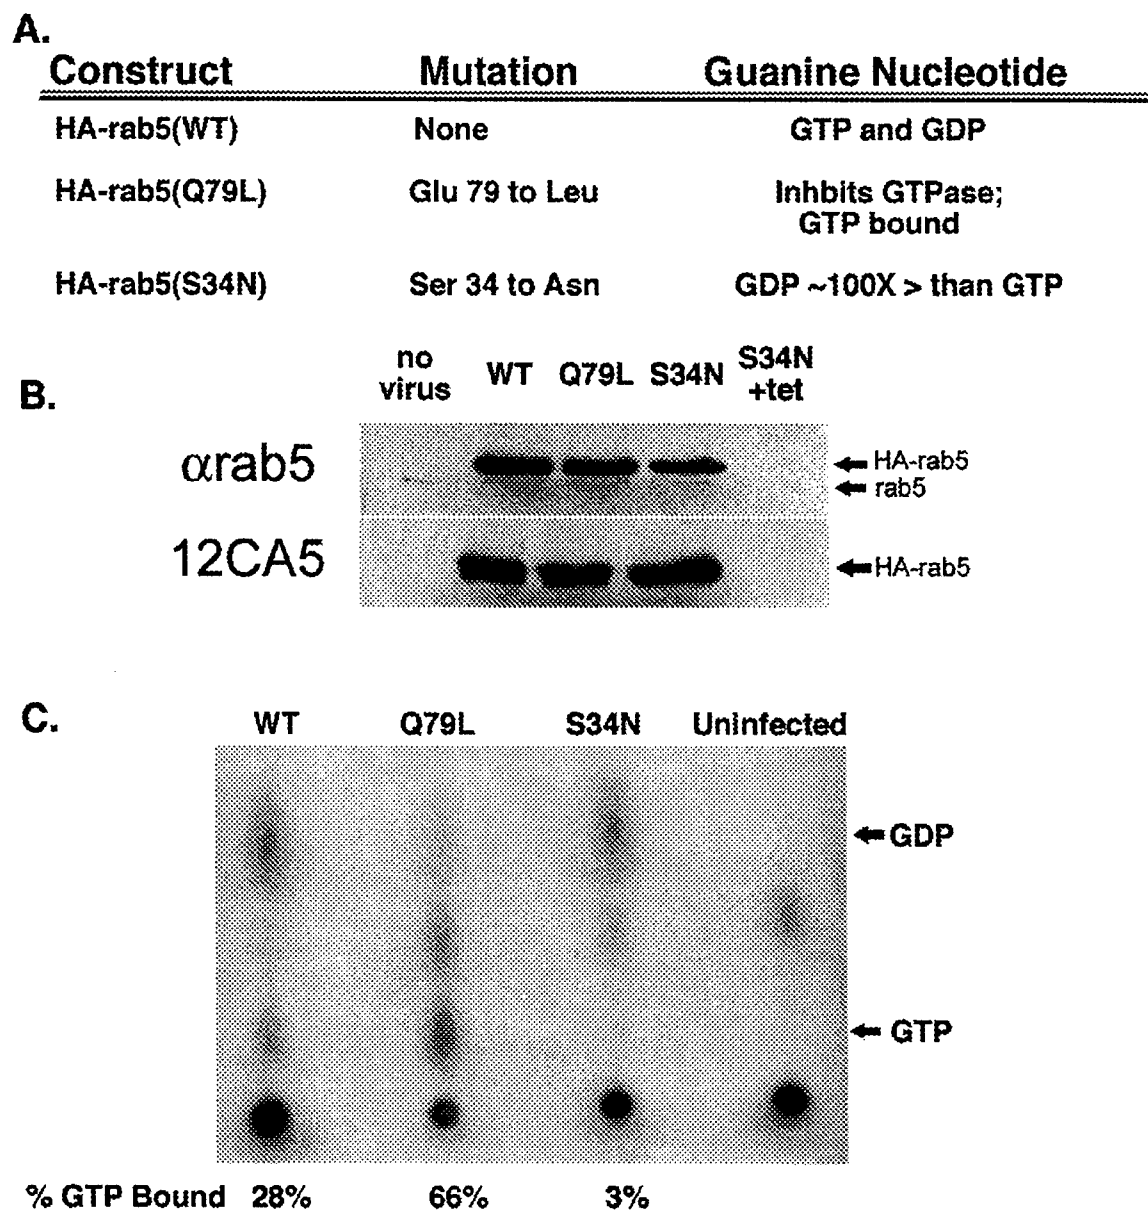 A.
Construct Mutation Guanine Nucleotide
HA-rab5(WT) None GTP and GDP
HA-rab5(Q79L) Glu 79 to Leu Inhbits GTPase;
GTP bound
HA-rab5(S34N) Ser 34 to Asn GDP ~100X > than GTP
B.
no virus WT Q79L S34N S34N +tet
αrab5
HA-rab5
rab5
12CA5
HA-rab5
C.
WT Q79L S34N Uninfected
GDP
GTP
% GTP Bound 28% 66% 3%